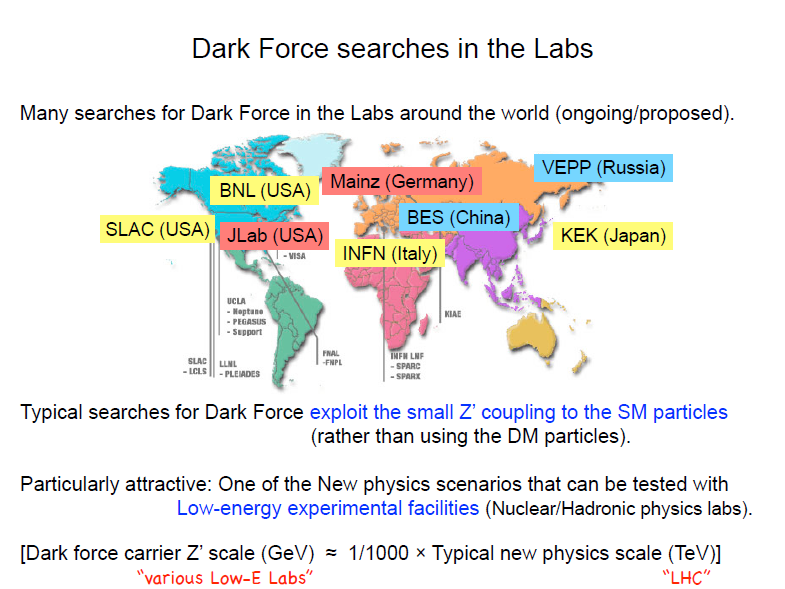 Dark Force searches in the Labs
Many searches for Dark Force in the Labs around the world (ongoing/proposed).
VEPP (Russia)
Mainz (Germany)
BNL (USA)
BES (China)
SLAC (USA)
JLab (USA)
KEK (Japan)
INFN (Italy)
- VISA
UCLA
- Neptune
- PEGASUS
- Support
KIAE
SLAC
- LCLS
LLNL
- PLEIADES
FNAL
-FNPL
INFN LNF
- SPARC
- SPARX
Typical searches for Dark Force exploit the small Z’ coupling to the SM particles
(rather than using the DM particles).
Particularly attractive: One of the New physics scenarios that can be tested with
Low-energy experimental facilities (Nuclear/Hadronic physics labs).
[Dark force carrier Z’ scale (GeV) ≈ 1/1000 × Typical new physics scale (TeV)]
“various Low-E Labs” “LHC”